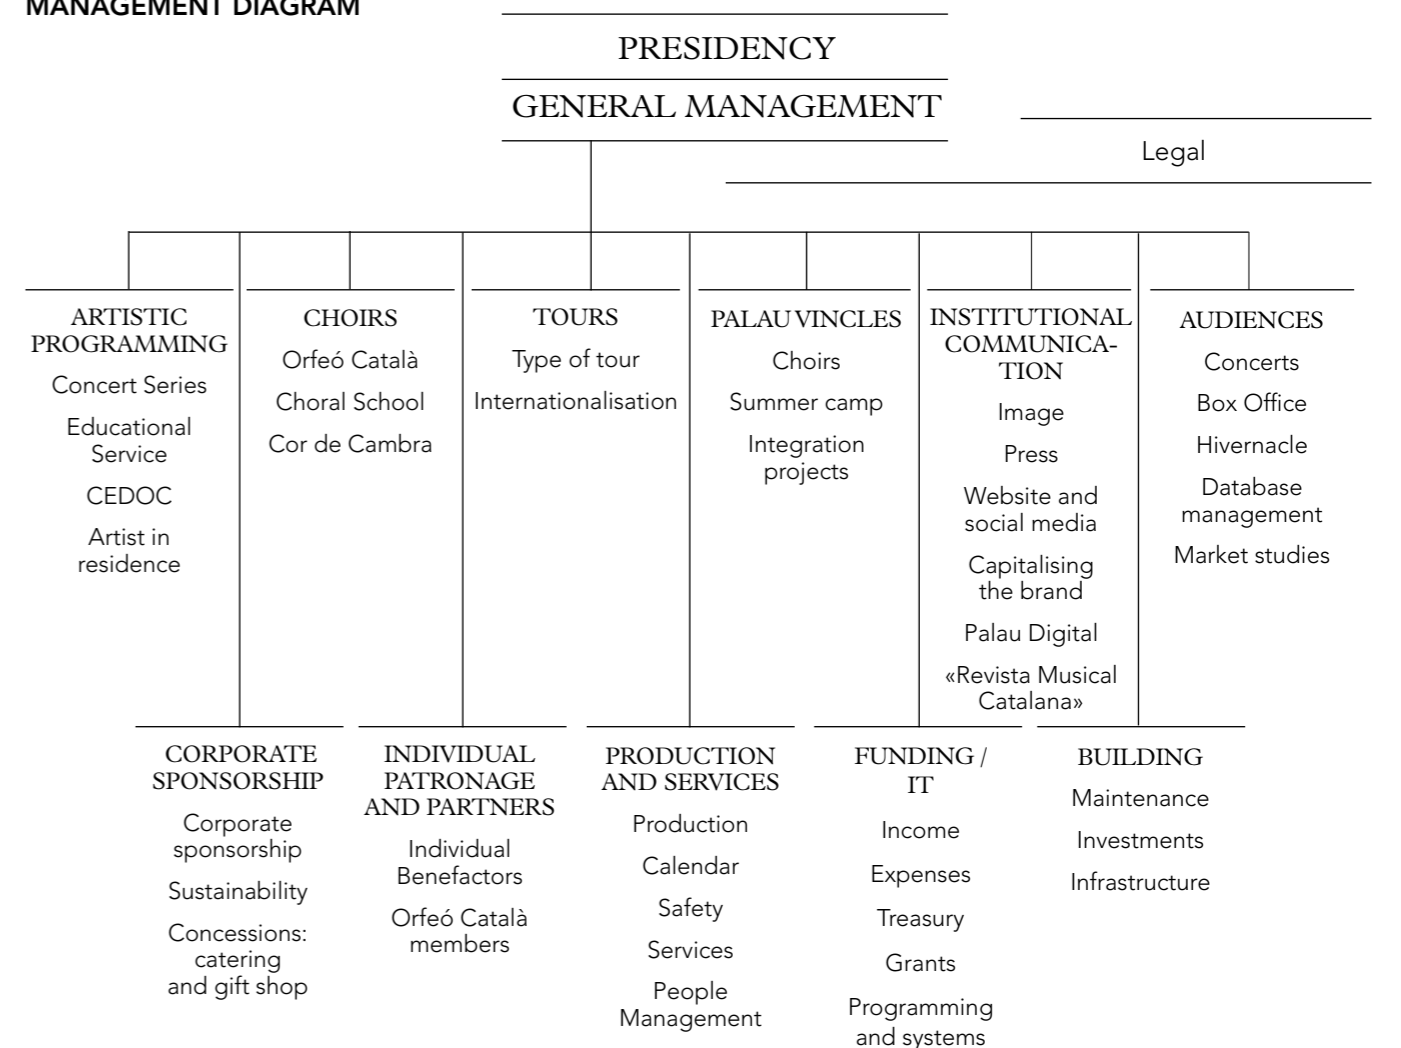 MANAGEMENT DIAGRAM
PRESIDENCY
GENERAL MANAGEMENT
Legal
ARTISTIC
PROGRAMMING
Concert Series
Educational
Service
CEDOC
Artist in
residence
CHOIRS
Orfeó Català
Choral School
Cor de Cambra
TOURS
Type of tour
Internationalisation
PALAU VINCLES
Choirs
Summer camp
Integration
projects
INSTITUTIONAL
COMMUNICA-
TION
Image
Press
Website and
social media
Capitalising
the brand
Palau Digital
«Revista Musical
Catalana»
AUDIENCES
Concerts
Box Office
Hivernacle
Database
management
Market studies
CORPORATE
SPONSORSHIP
Corporate
sponsorship
Sustainability
Concessions:
catering
and gift shop
INDIVIDUAL
PATRONAGE
AND PARTNERS
Individual
Benefactors
Orfeó Català
members
PRODUCTION
AND SERVICES
Production
Calendar
Safety
Services
People
Management
FUNDING /
IT
Income
Expenses
Treasury
Grants
Programming
and systems
BUILDING
Maintenance
Investments
Infrastructure